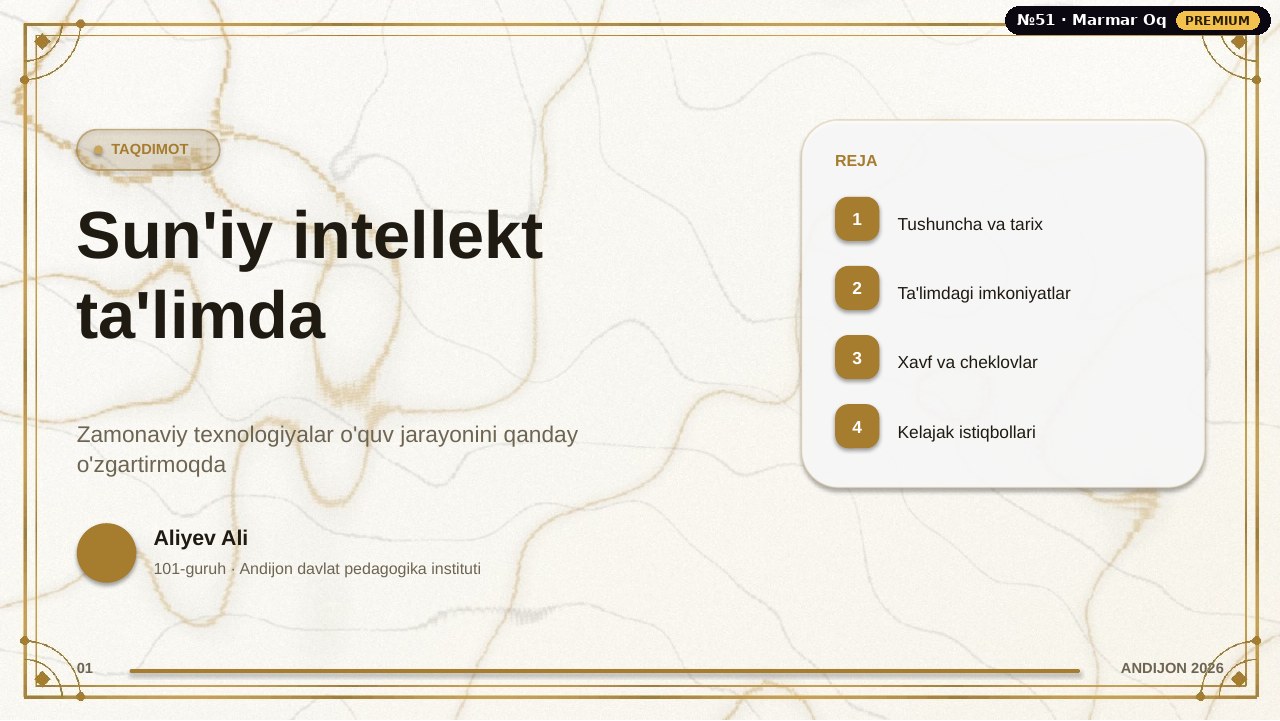 №51 · Marmar Oq PREMIUM
TAQDIMOT
Sun'iy intellekt
ta'limda
Zamonaviy texnologiyalar o'quv jarayonini qanday
o'zgartirmoqda
Aliyev Ali
101-guruh · Andijon davlat pedagogika instituti
REJA
1 Tushuncha va tarix
2 Ta'limdagi imkoniyatlar
3 Xavf va cheklovlar
4 Kelajak istiqbollari
01
ANDIJON 2026